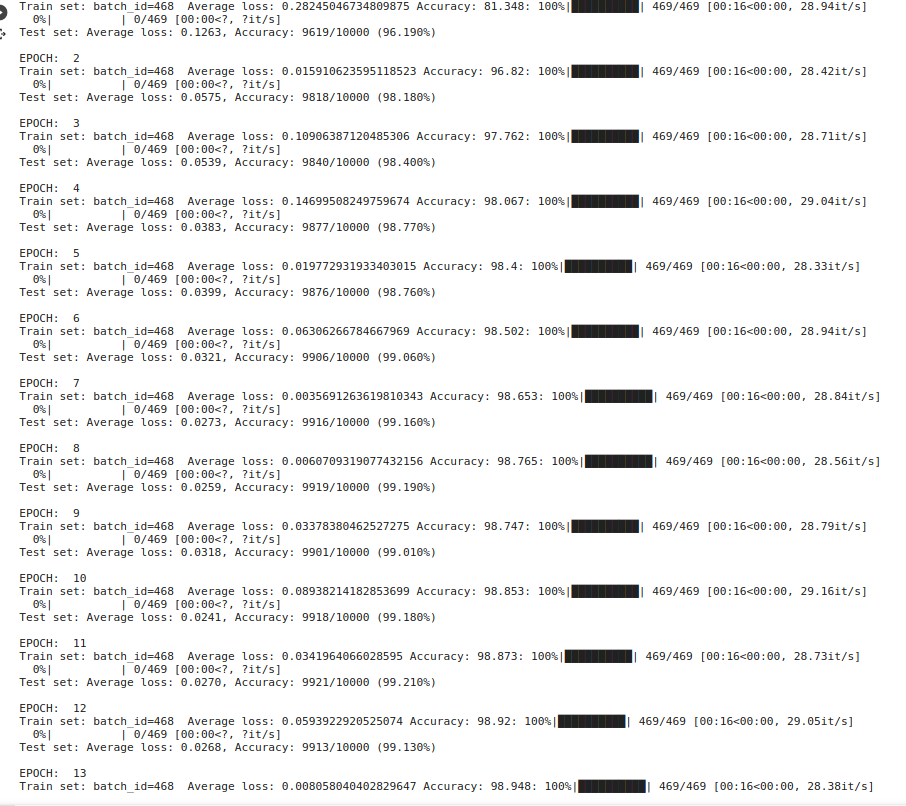 Train set: batch_id=468  Average loss: 0.28245046734809875 Accuracy: 81.348: 100%|██████████| 469/469 [00:16<00:00, 28.94it/s]
  0%|          | 0/469 [00:00<?, ?it/s]
Test set: Average loss: 0.1263, Accuracy: 9619/10000 (96.190%)

EPOCH:  2
Train set: batch_id=468  Average loss: 0.015910623595118523 Accuracy: 96.82: 100%|██████████| 469/469 [00:16<00:00, 28.42it/s]
  0%|          | 0/469 [00:00<?, ?it/s]
Test set: Average loss: 0.0575, Accuracy: 9818/10000 (98.180%)

EPOCH:  3
Train set: batch_id=468  Average loss: 0.10906387120485306 Accuracy: 97.762: 100%|██████████| 469/469 [00:16<00:00, 28.71it/s]
  0%|          | 0/469 [00:00<?, ?it/s]
Test set: Average loss: 0.0539, Accuracy: 9840/10000 (98.400%)

EPOCH:  4
Train set: batch_id=468  Average loss: 0.14699508249759674 Accuracy: 98.067: 100%|██████████| 469/469 [00:16<00:00, 29.04it/s]
  0%|          | 0/469 [00:00<?, ?it/s]
Test set: Average loss: 0.0383, Accuracy: 9877/10000 (98.770%)

EPOCH:  5
Train set: batch_id=468  Average loss: 0.019772931933403015 Accuracy: 98.4: 100%|██████████| 469/469 [00:16<00:00, 28.33it/s]
  0%|          | 0/469 [00:00<?, ?it/s]
Test set: Average loss: 0.0399, Accuracy: 9876/10000 (98.760%)

EPOCH:  6
Train set: batch_id=468  Average loss: 0.06306266784667969 Accuracy: 98.502: 100%|██████████| 469/469 [00:16<00:00, 28.94it/s]
  0%|          | 0/469 [00:00<?, ?it/s]
Test set: Average loss: 0.0321, Accuracy: 9906/10000 (99.060%)

EPOCH:  7
Train set: batch_id=468  Average loss: 0.0035691263619810343 Accuracy: 98.653: 100%|██████████| 469/469 [00:16<00:00, 28.84it/s]
  0%|          | 0/469 [00:00<?, ?it/s]
Test set: Average loss: 0.0273, Accuracy: 9916/10000 (99.160%)

EPOCH:  8
Train set: batch_id=468  Average loss: 0.0060709319077432156 Accuracy: 98.765: 100%|██████████| 469/469 [00:16<00:00, 28.56it/s]
  0%|          | 0/469 [00:00<?, ?it/s]
Test set: Average loss: 0.0259, Accuracy: 9919/10000 (99.190%)

EPOCH:  9
Train set: batch_id=468  Average loss: 0.03378380462527275 Accuracy: 98.747: 100%|██████████| 469/469 [00:16<00:00, 28.79it/s]
  0%|          | 0/469 [00:00<?, ?it/s]
Test set: Average loss: 0.0318, Accuracy: 9901/10000 (99.010%)

EPOCH:  10
Train set: batch_id=468  Average loss: 0.08938214182853699 Accuracy: 98.853: 100%|██████████| 469/469 [00:16<00:00, 29.16it/s]
  0%|          | 0/469 [00:00<?, ?it/s]
Test set: Average loss: 0.0241, Accuracy: 9918/10000 (99.180%)

EPOCH:  11
Train set: batch_id=468  Average loss: 0.0341964066028595 Accuracy: 98.873: 100%|██████████| 469/469 [00:16<00:00, 28.73it/s]
  0%|          | 0/469 [00:00<?, ?it/s]
Test set: Average loss: 0.0270, Accuracy: 9921/10000 (99.210%)

EPOCH:  12
Train set: batch_id=468  Average loss: 0.0593922920525074 Accuracy: 98.92: 100%|██████████| 469/469 [00:16<00:00, 29.05it/s]
  0%|          | 0/469 [00:00<?, ?it/s]
Test set: Average loss: 0.0268, Accuracy: 9913/10000 (99.130%)

EPOCH:  13
Train set: batch_id=468  Average loss: 0.008058040402829647 Accuracy: 98.948: 100%|██████████| 469/469 [00:16<00:00, 28.38it/s]